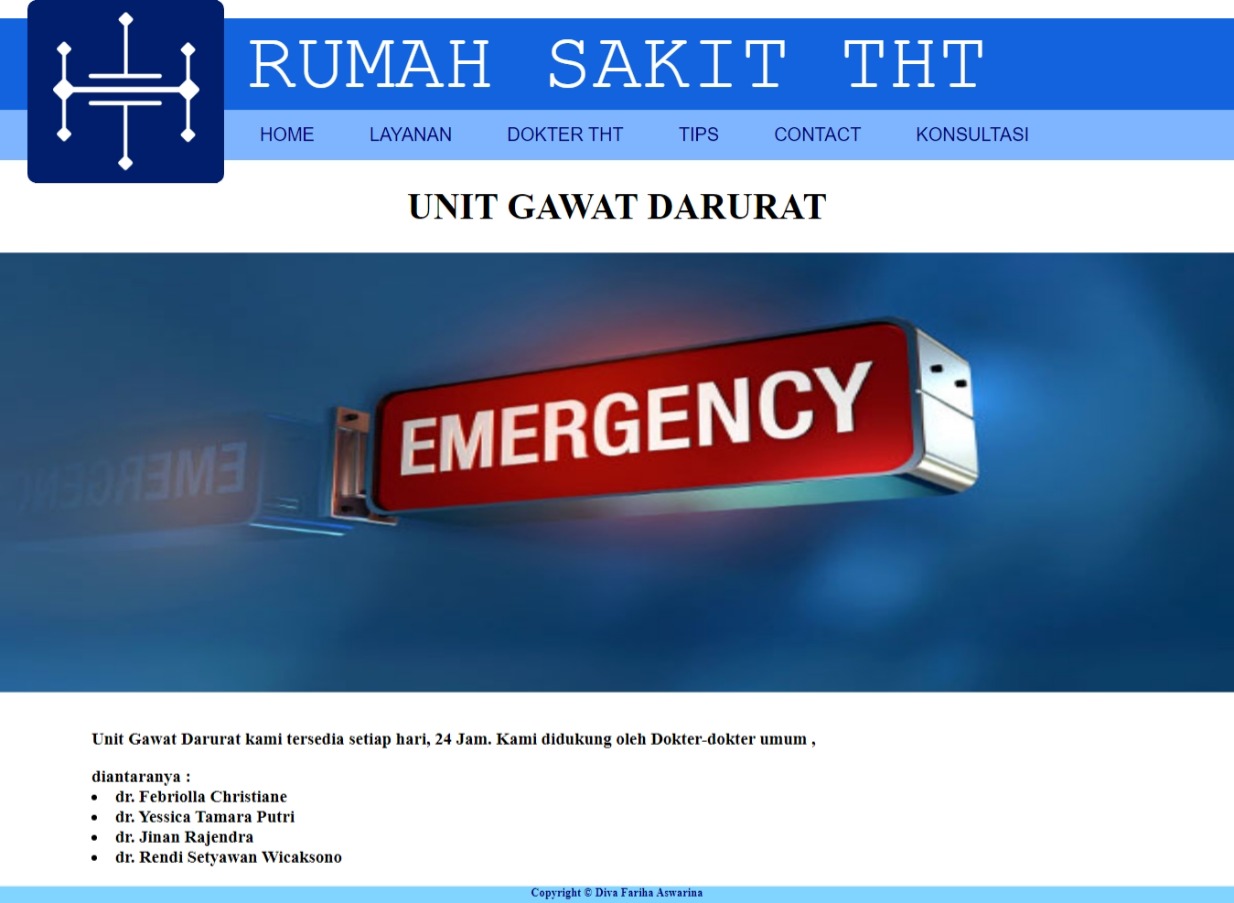 RUMAH SAKIT THT
HOME LAYANAN DOKTER THT TIPS CONTACT KONSULTASI
UNIT GAWAT DARURAT
EMERGENCY
EMERGENC
Unit Gawat Darurat kami tersedia setiap hari, 24 Jam. Kami didukung oleh Dokter-dokter umum ,
diantaranya :
• dr. Febriolla Christiane
• dr. Yessica Tamara Putri
• dr. Jinan Rajendra
• dr. Rendi Setyawan Wicaksono
Copyright © Diva Fariha Aswarina